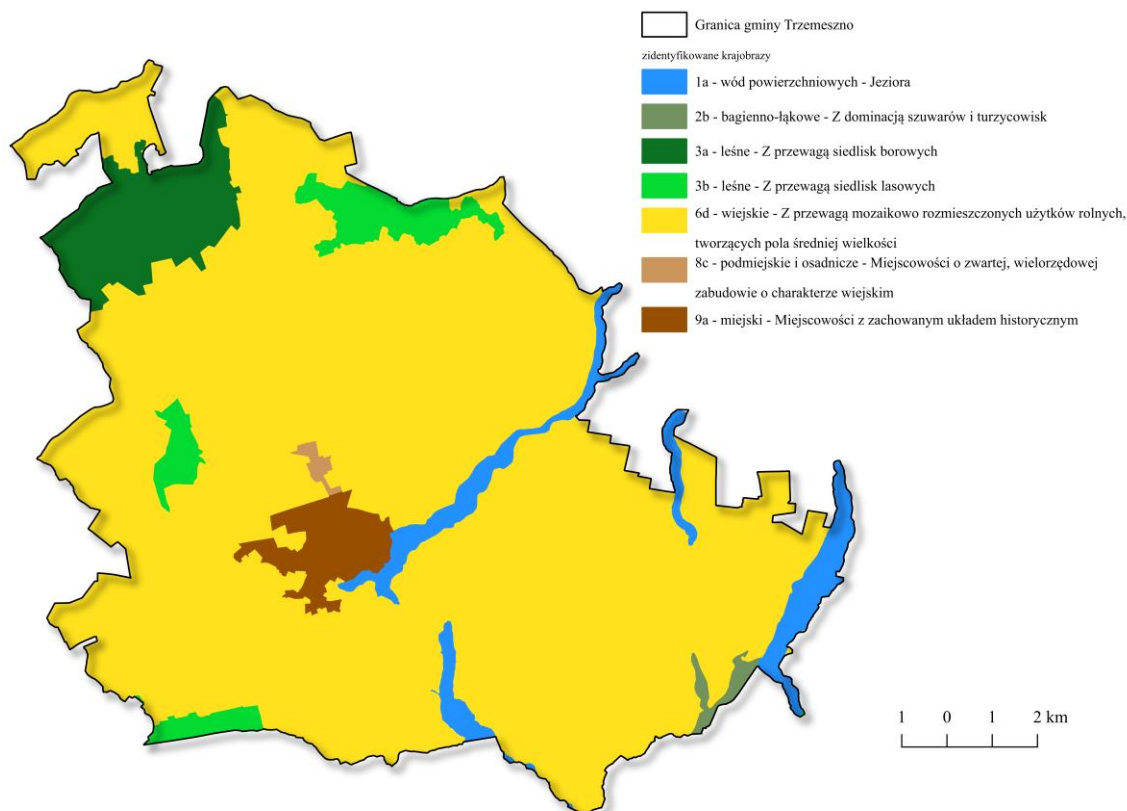 Granica gminy Trzemeszno
zidentyfikowane krajobrazy
1a - wód powierzchniowych - Jeziora
2b - bagienno-łąkowe - Z dominacją szuwarów i turzycowisk
3a - leśne - Z przewagą siedlisk borowych
3b - leśne - Z przewagą siedlisk lasowych
6d - wiejskie - Z przewagą mozaikowo rozmieszczonych użytków rolnych,
tworzących pola średniej wielkości
8c - podmiejskie i osadnicze - Miejscowości o zwartej, wielorzędowej
zabudowie o charakterze wiejskim
9a - miejski - Miejscowości z zachowanym układem historycznym
1 0 1 2 km